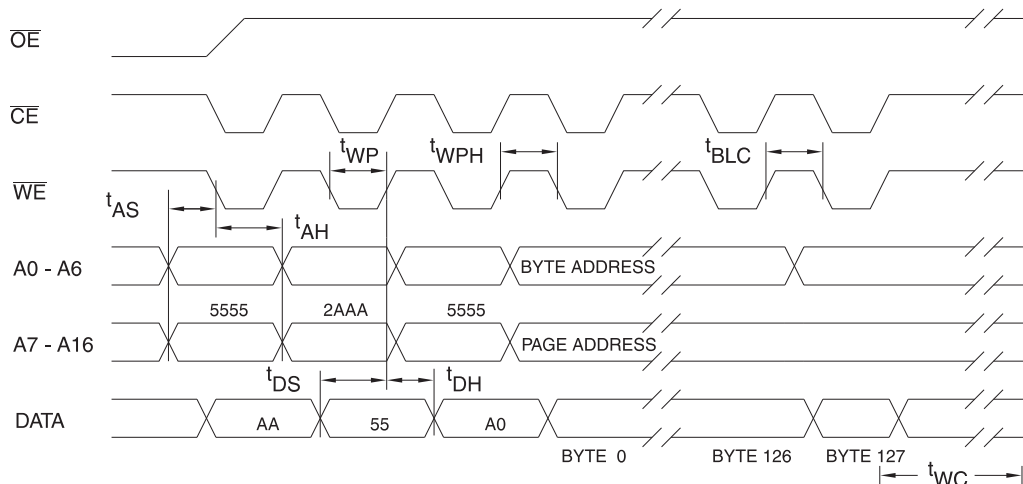 OE
CE
tWP
tWPH
tBLC
WE
tAS
tAH
A0 - A6
BYTE ADDRESS
5555
2AAA
5555
A7 - A16
PAGE ADDRESS
tDS
tDH
DATA
AA
55
A0
BYTE 0
BYTE 126
BYTE 127
tWC